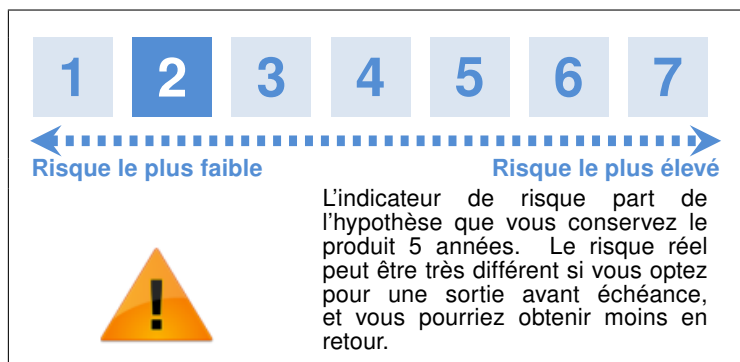 1 2 3 4 5 6 7
Risque le plus faible Risque le plus élevé
L'indicateur de risque part de
l'hypothèse que vous conservez le
produit 5 années. Le risque réel
peut être très différent si vous optez
pour une sortie avant échéance,
et vous pourriez obtenir moins en
retour.